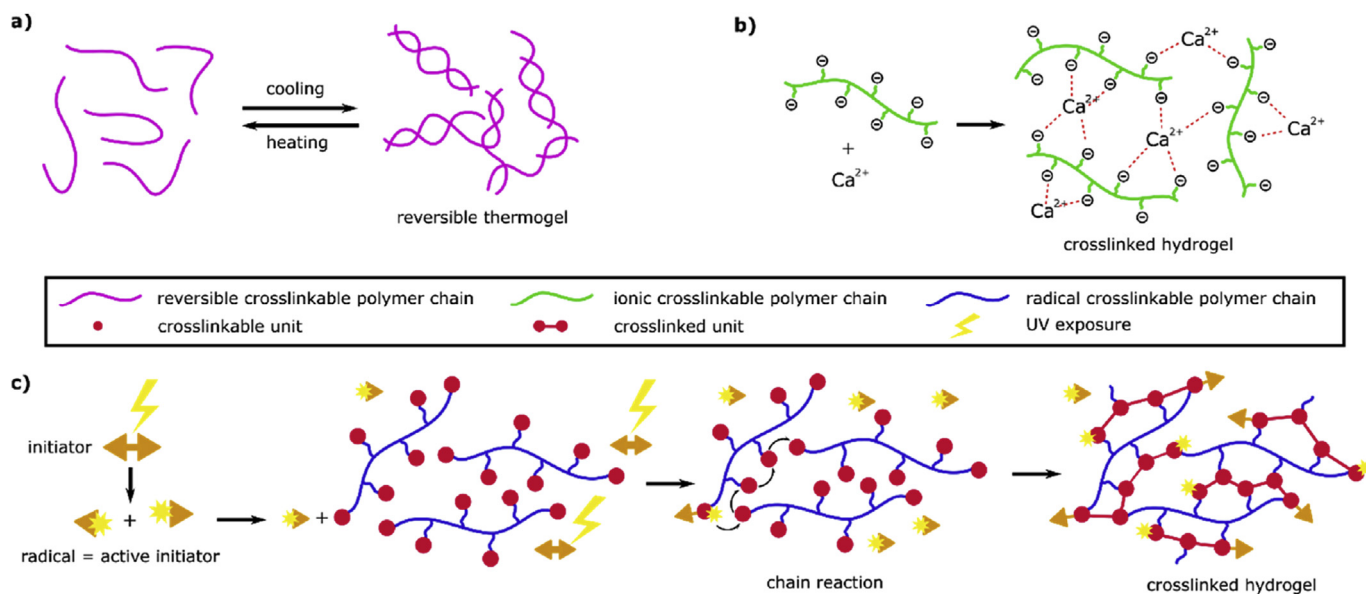 a)
cooling
heating
reversible thermogel
b)
+
Ca²⁺
Ca²⁺
Ca²⁺
Ca²⁺
Ca²⁺
Ca²⁺
crosslinked hydrogel
reversible crosslinkable polymer chain
ionic crosslinkable polymer chain
radical crosslinkable polymer chain
crosslinkable unit
crosslinked unit
UV exposure
c)
initiator
+
radical = active initiator
+
chain reaction
crosslinked hydrogel